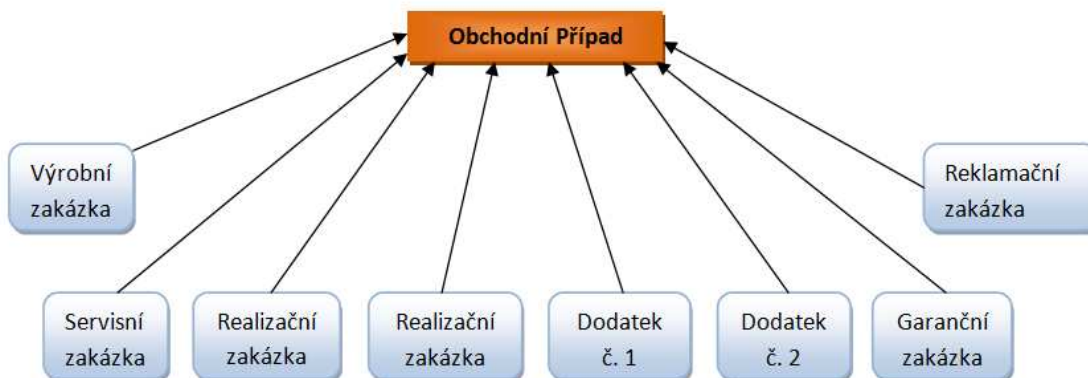 Obchodní Případ
Výrobní
zakázka
Reklamační
zakázka
Servisní
zakázka
Realizační
zakázka
Realizační
zakázka
Dodatek
č. 1
Dodatek
č. 2
Garanční
zakázka